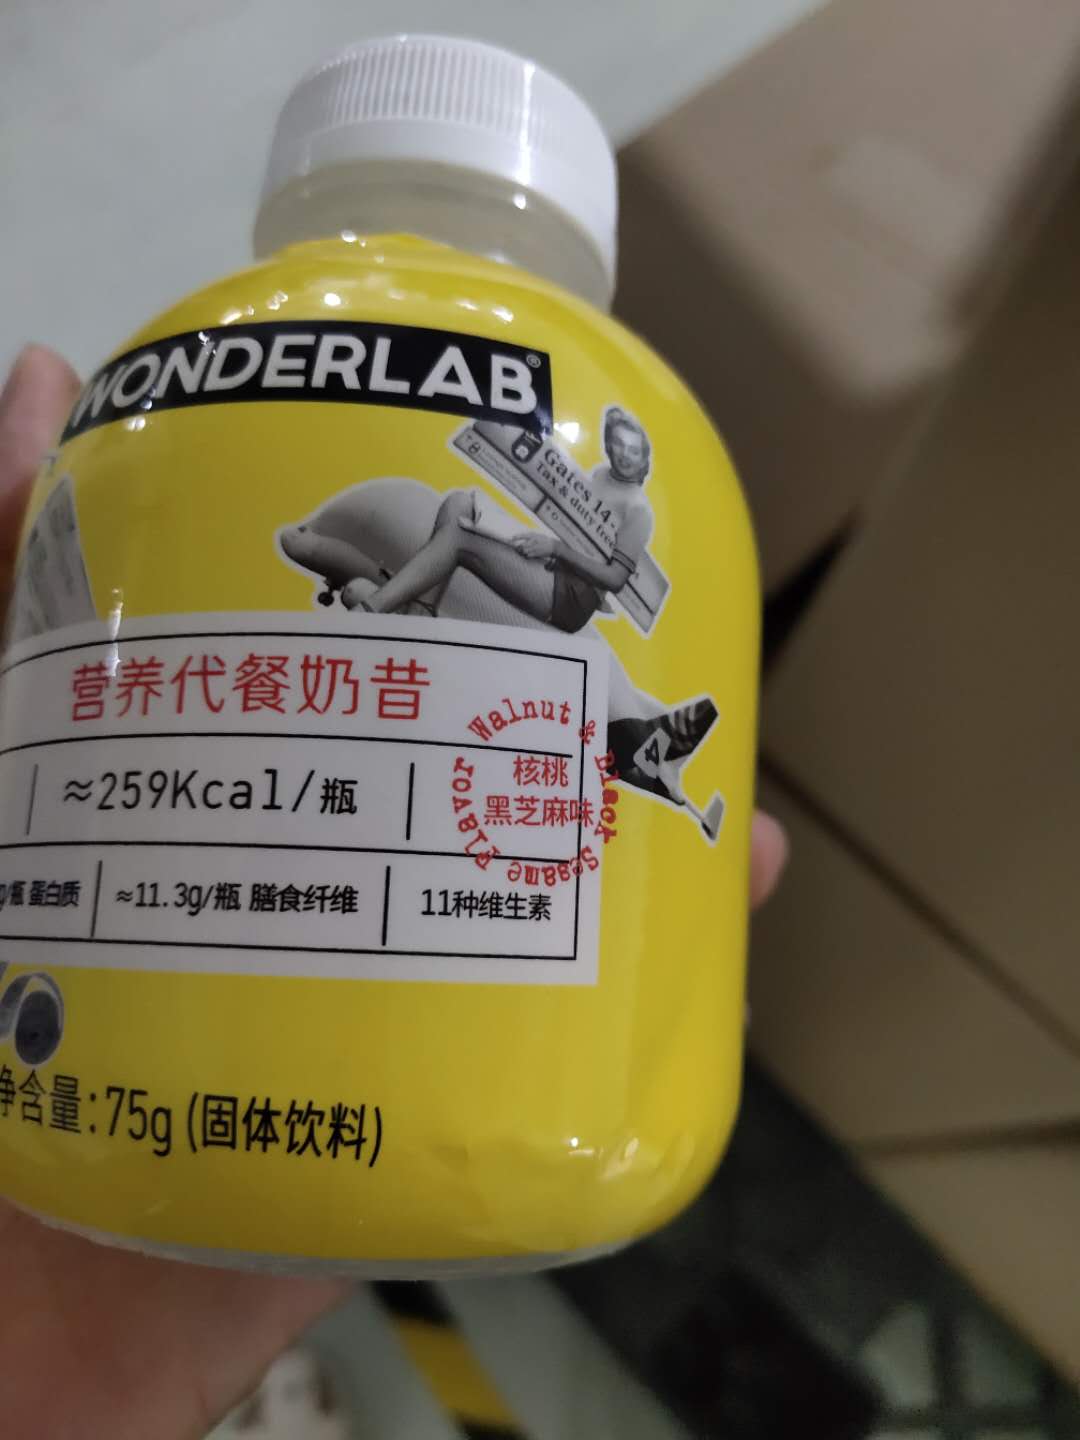 WONDERLAB®
Gates 14-
Tax & duty free
营养代餐奶昔
≈259Kcal/瓶
Walnut & Black Sesame Flavor
核桃
黑芝麻味
g/瓶 蛋白质
≈11.3g/瓶 膳食纤维
11种维生素
4
净含量:75g (固体饮料)